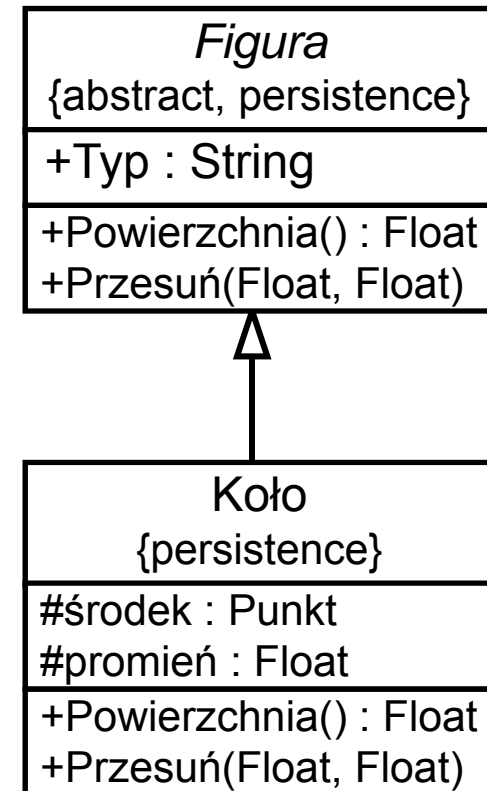 Figura
{abstract, persistence}
+Typ : String
+Powierzchnia() : Float
+Przesuń(Float, Float)
Koło
{persistence}
#środek : Punkt
#promień : Float
+Powierzchnia() : Float
+Przesuń(Float, Float)